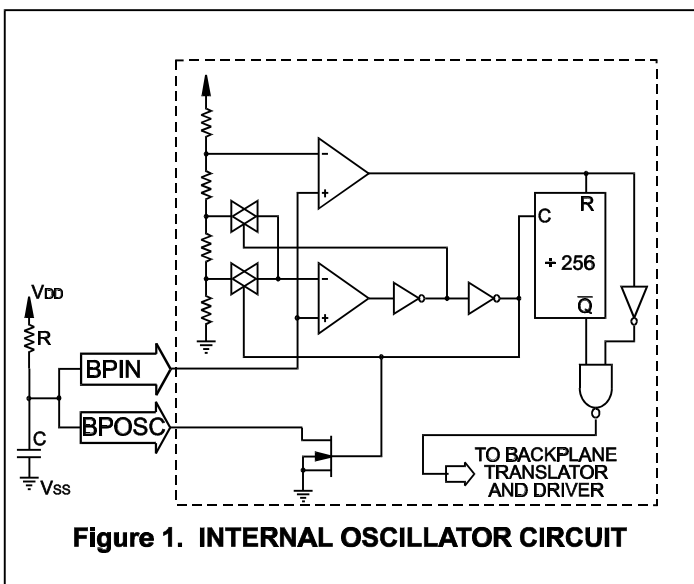 R
C
÷ 256
Q
VDD
R
BPIN
BPOSC
C
VSS
TO BACKPLANE
TRANSLATOR
AND DRIVER
Figure 1. INTERNAL OSCILLATOR CIRCUIT